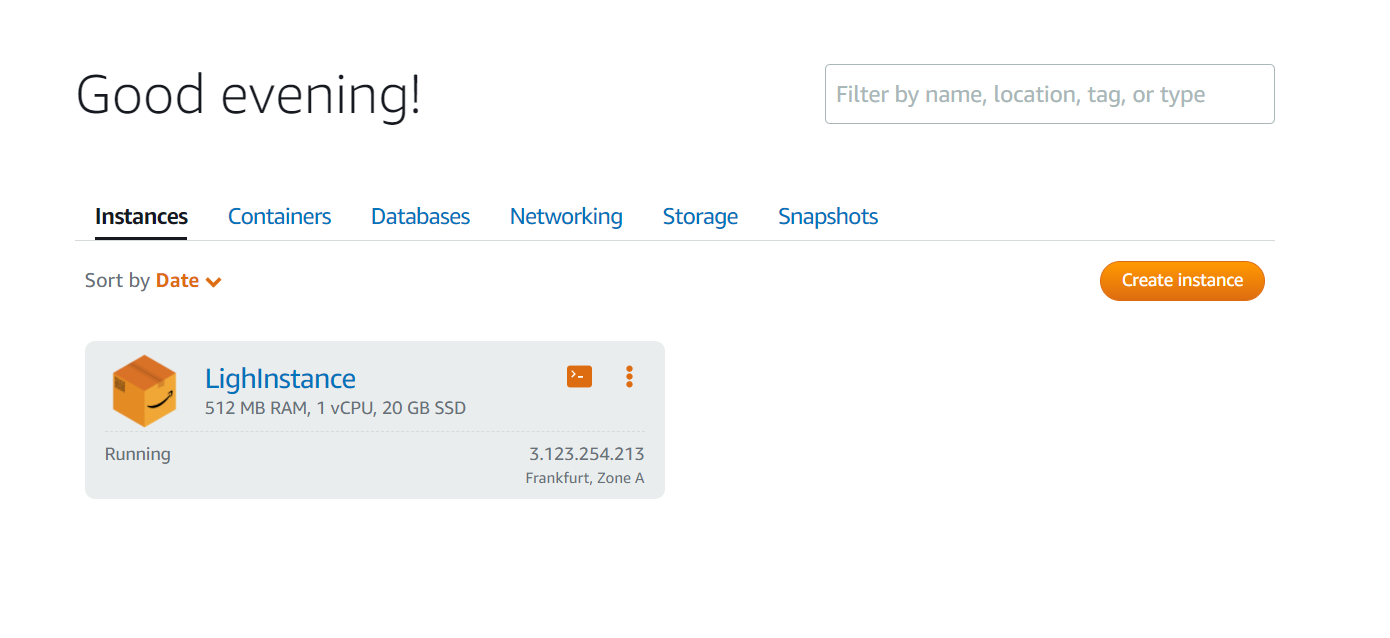 Good evening!
Filter by name, location, tag, or type
Instances Containers Databases Networking Storage Snapshots
Sort by Date
Create instance
LighInstance
512 MB RAM, 1 vCPU, 20 GB SSD
Running
3.123.254.213
Frankfurt, Zone A